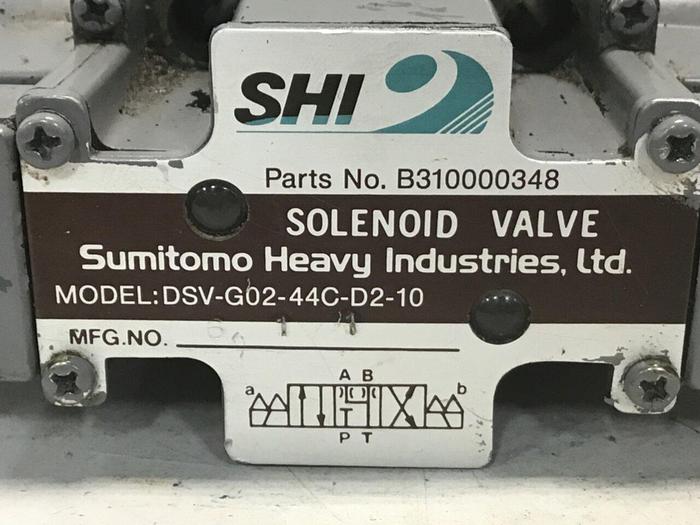 SHI
Parts No. B310000348
SOLENOID VALVE
Sumitomo Heavy Industries, Ltd.
MODEL: DSV-G02-44C-D2-10
MFG.NO.
A B
a b
P T